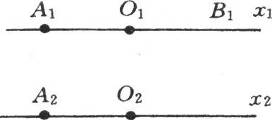 A₁ O₁ B₁ x₁
A₂ O₂ x₂